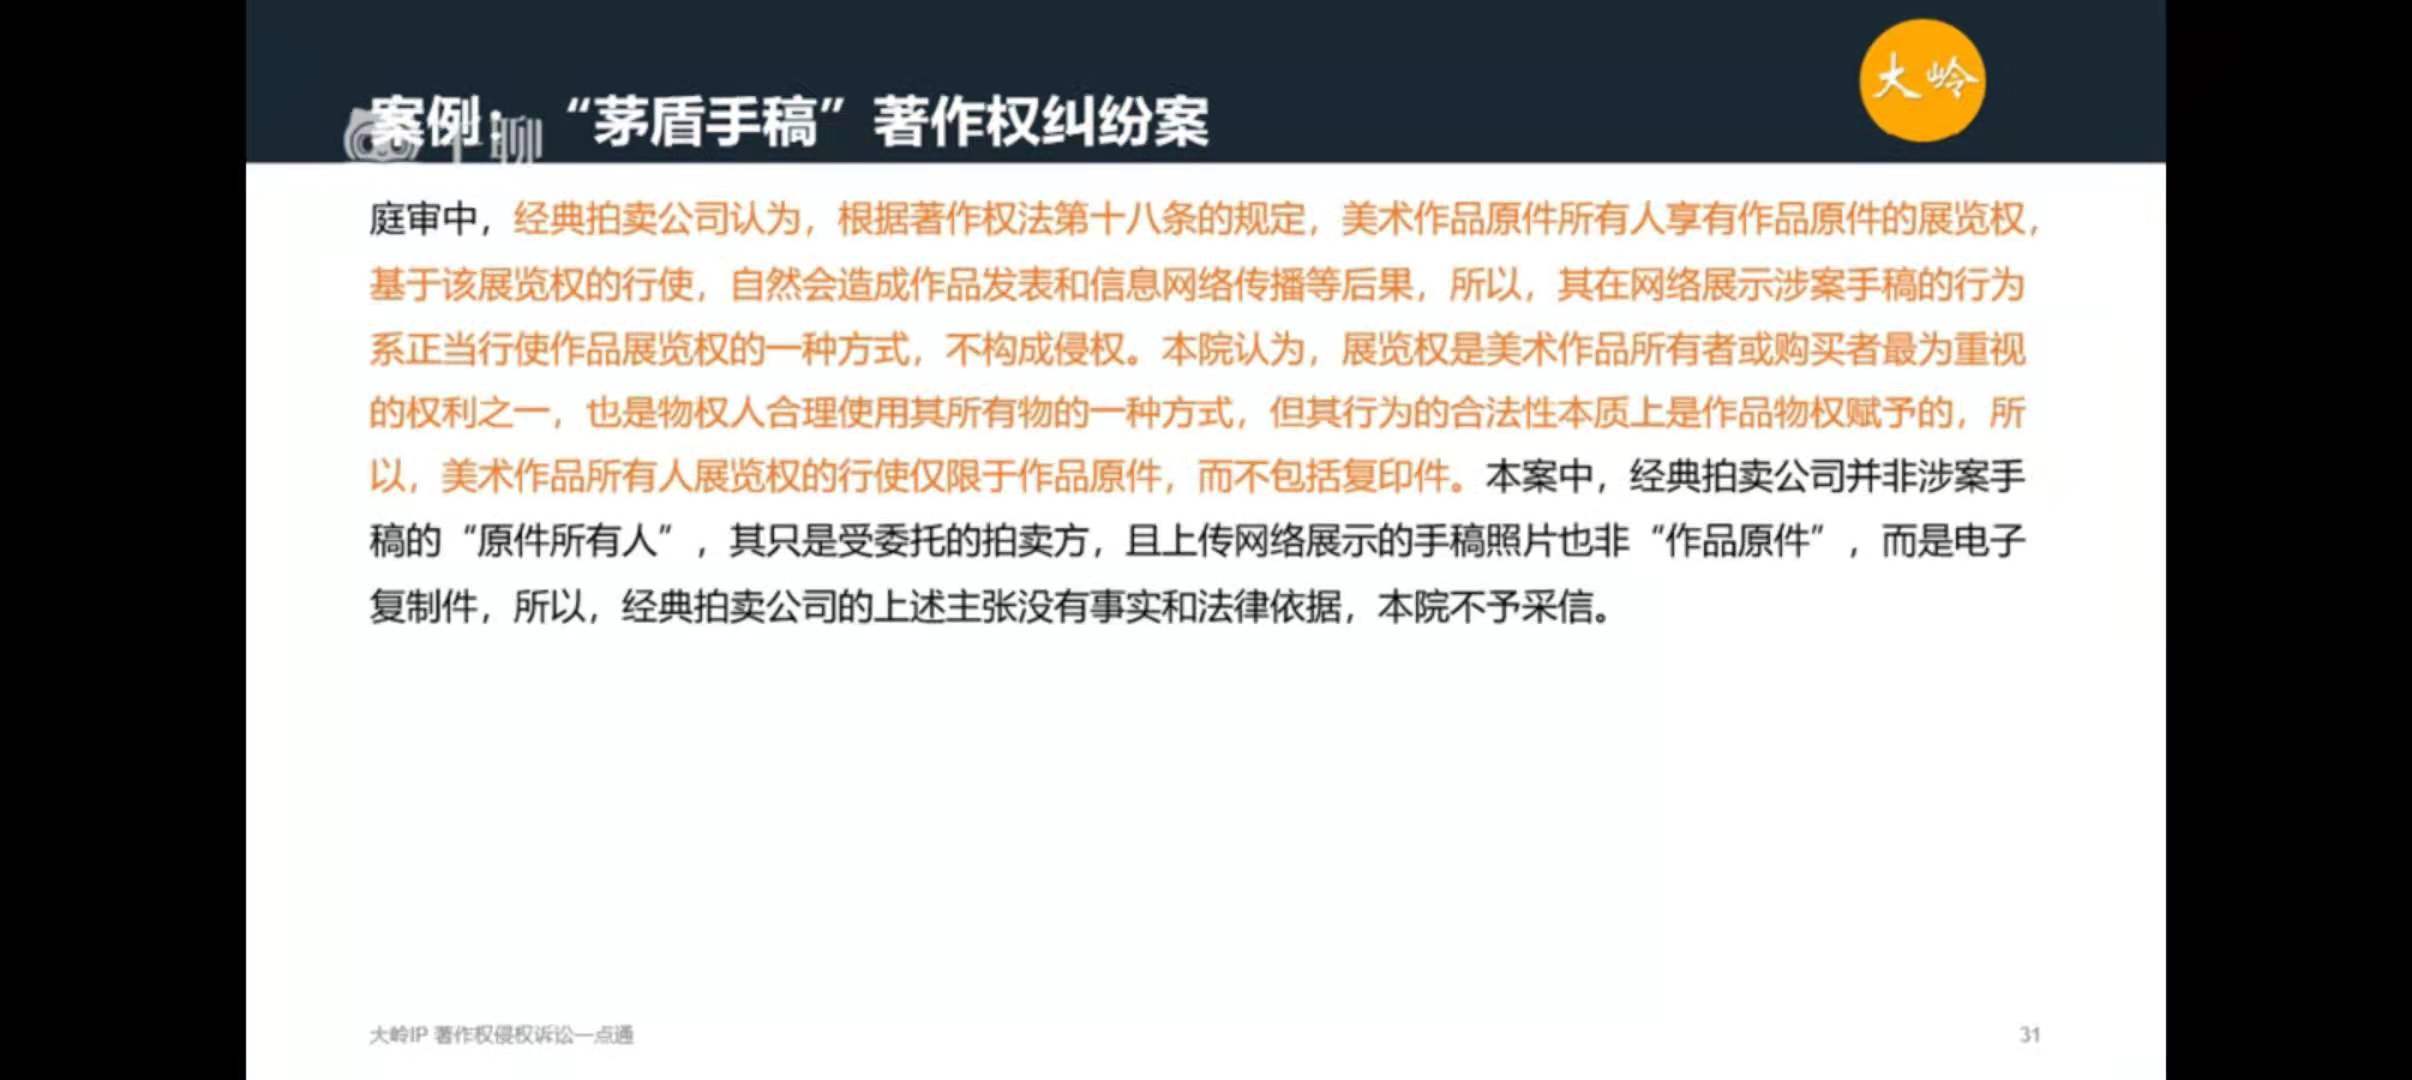 大岭
案例：“茅盾手稿”著作权纠纷案
庭审中，经典拍卖公司认为，根据著作权法第十八条的规定，美术作品原件所有人享有作品原件的展览权，
基于该展览权的行使，自然会造成作品发表和信息网络传播等后果，所以，其在网络展示涉案手稿的行为
系正当行使作品展览权的一种方式，不构成侵权。本院认为，展览权是美术作品所有者或购买者最为重视
的权利之一，也是物权人合理使用其所有物的一种方式，但其行为的合法性本质上是作品物权赋予的，所
以，美术作品所有人展览权的行使仅限于作品原件，而不包括复印件。本案中，经典拍卖公司并非涉案手
稿的“原件所有人”，其只是受委托的拍卖方，且上传网络展示的手稿照片也非“作品原件”，而是电子
复制件，所以，经典拍卖公司的上述主张没有事实和法律依据，本院不予采信。
大岭IP 著作权侵权诉讼一点通
31